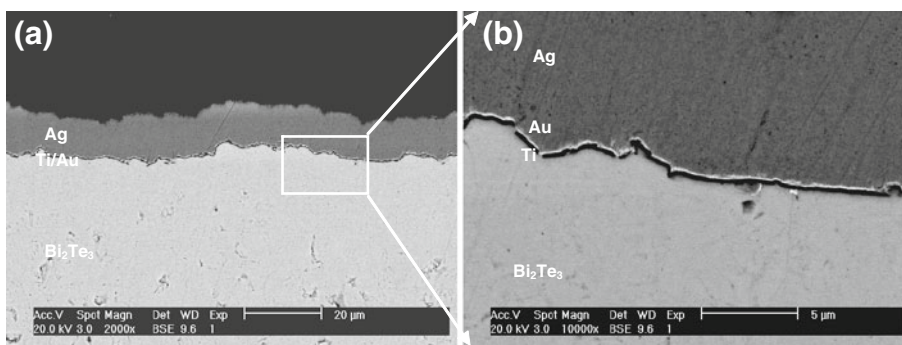 (a)
Ag
Ti/Au
Bi₂Te₃
Acc.V Spot Magn Det WD Exp 20 µm
20.0 kV 3.0 2000x BSE 9.6 1
(b)
Ag
Au
Ti
Bi₂Te₃
Acc.V Spot Magn Det WD Exp 5 µm
20.0 kV 3.0 10000x BSE 9.6 1